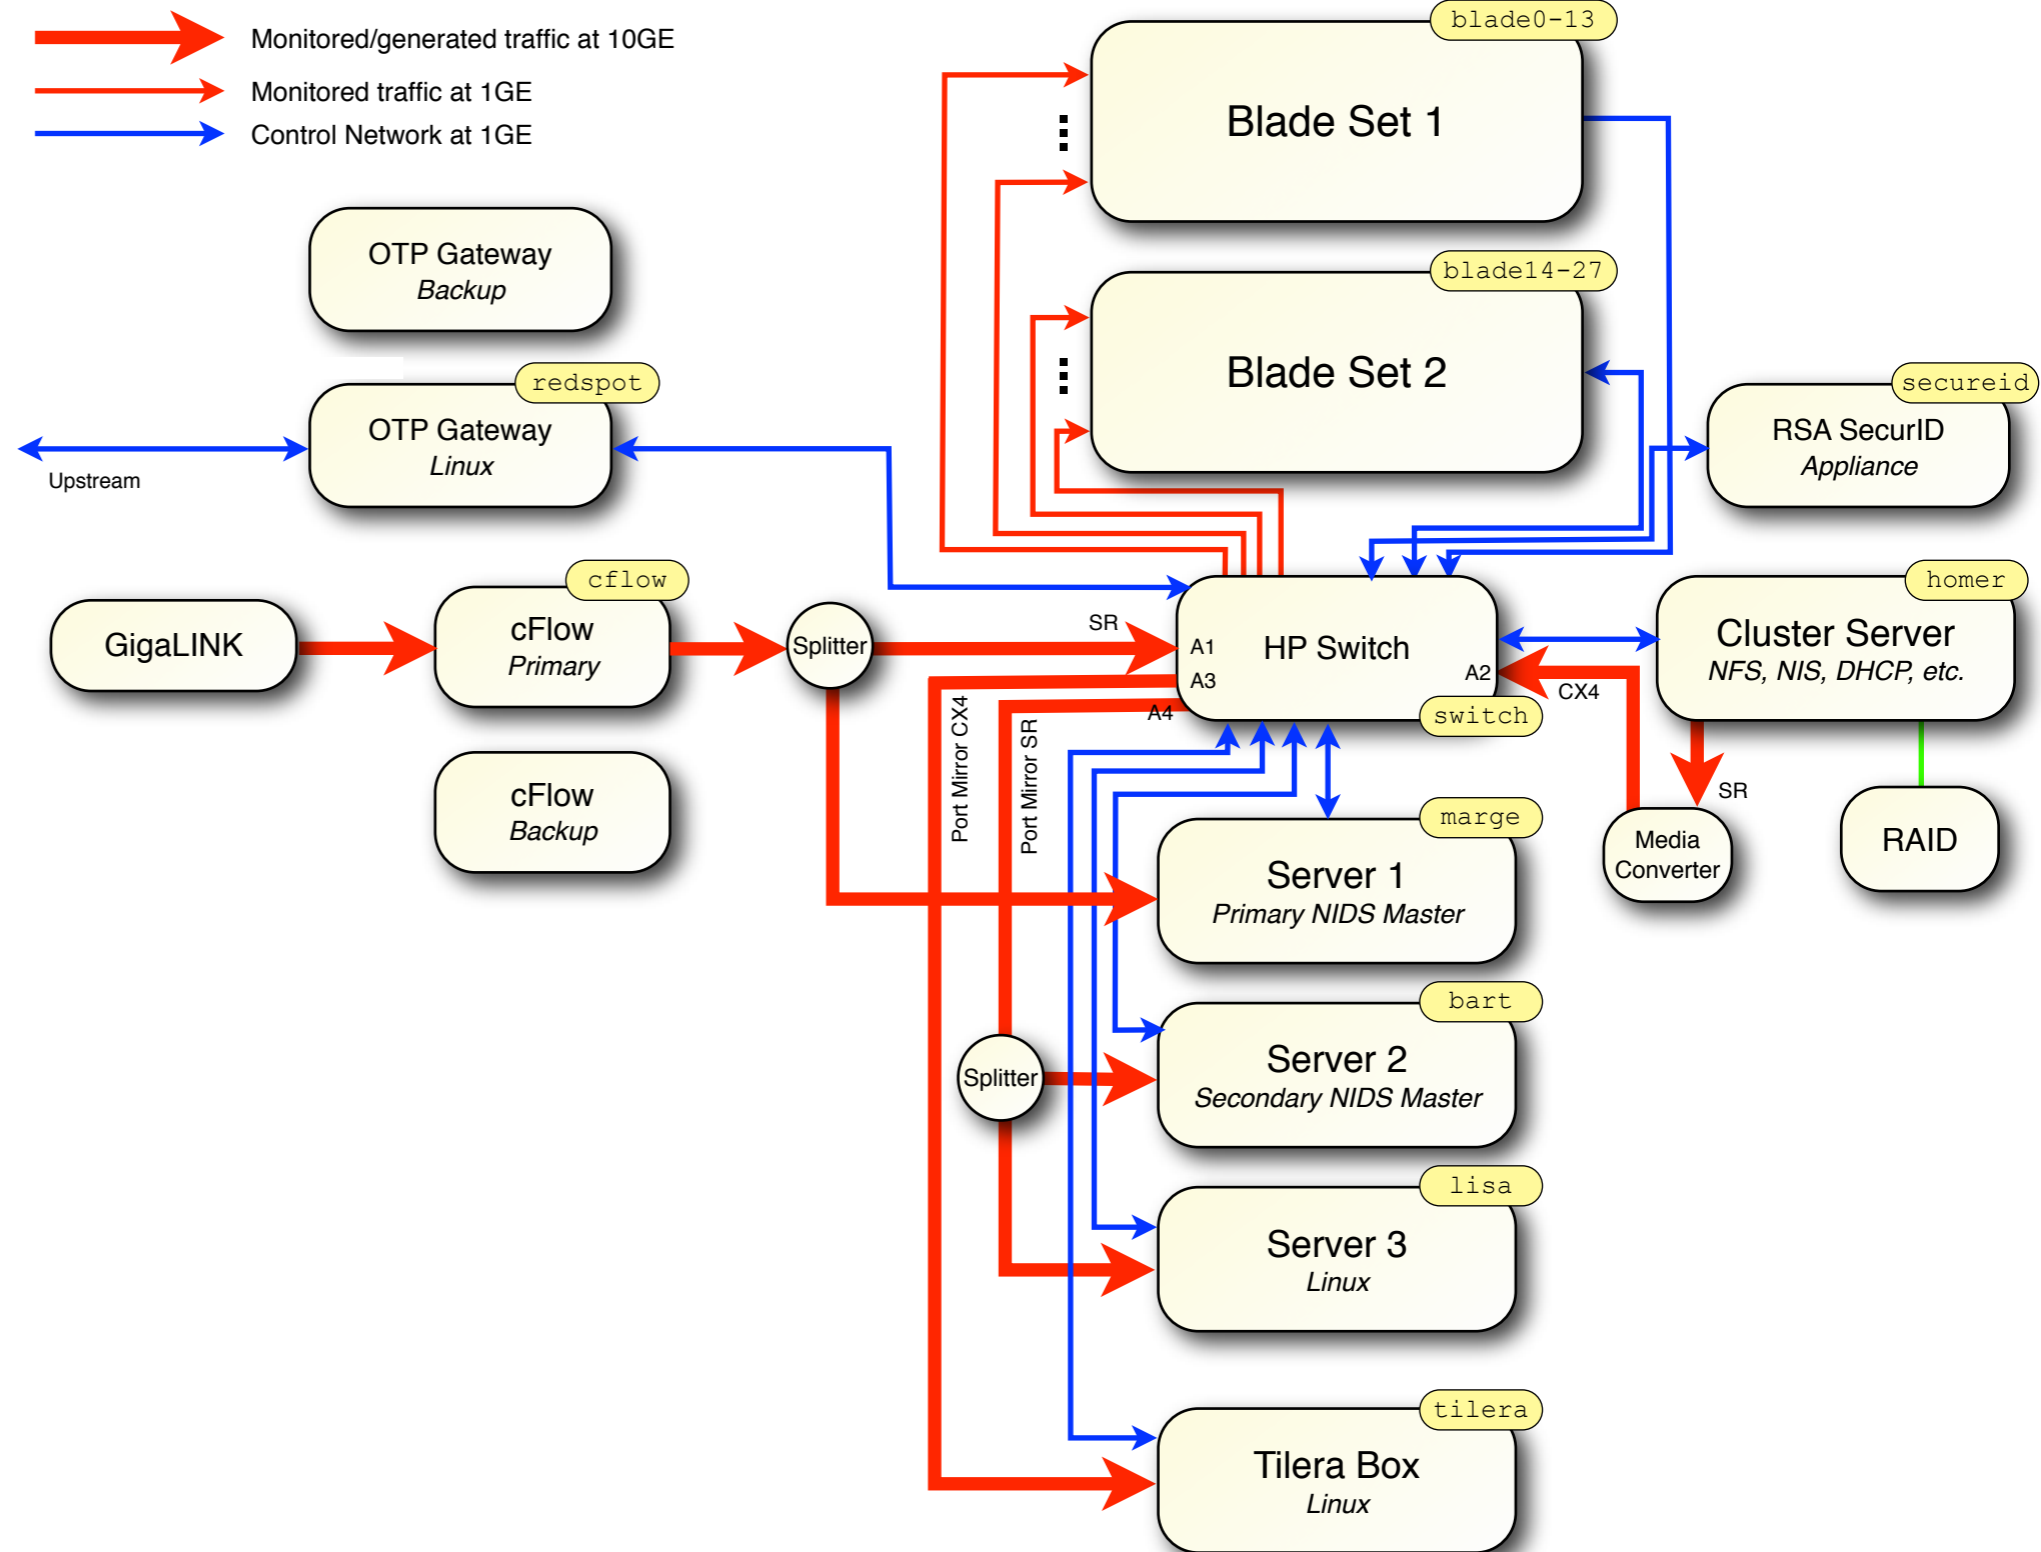 Monitored/generated traffic at 10GE
Monitored traffic at 1GE
Control Network at 1GE
blade0-13
Blade Set 1
OTP Gateway
Backup
blade14-27
Blade Set 2
redspot
OTP Gateway
Linux
Upstream
secureid
RSA SecurID
Appliance
GigaLINK
cflow
cFlow
Primary
Splitter
SR
A1
A3
A4
HP Switch
A2
switch
CX4
homer
Cluster Server
NFS, NIS, DHCP, etc.
cFlow
Backup
Port Mirror CX4
Port Mirror SR
SR
Media
Converter
RAID
marge
Server 1
Primary NIDS Master
bart
Server 2
Secondary NIDS Master
Splitter
lisa
Server 3
Linux
tilera
Tilera Box
Linux